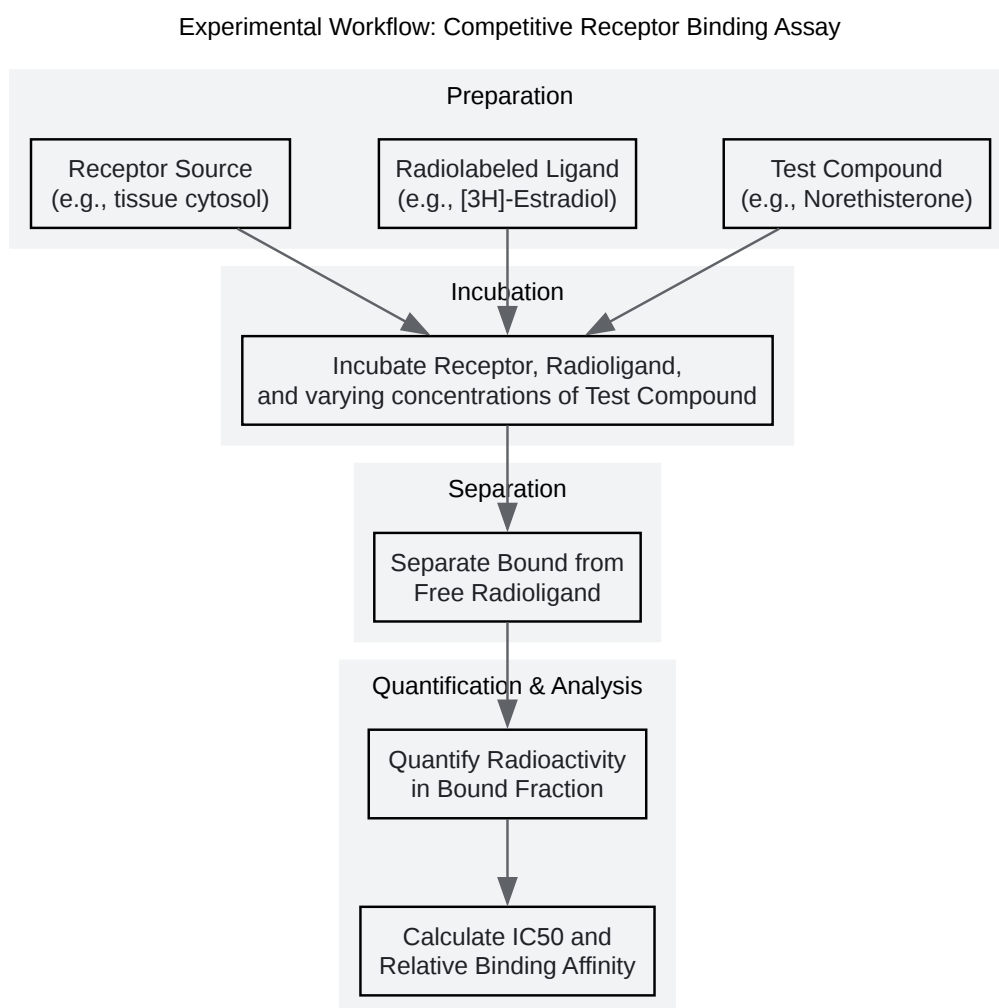 Experimental Workflow: Competitive Receptor Binding Assay
Preparation
Receptor Source
(e.g., tissue cytosol)
Radiolabeled Ligand
(e.g., [3H]-Estradiol)
Test Compound
(e.g., Norethisterone)
Incubation
Incubate Receptor, Radioligand,
and varying concentrations of Test Compound
Separation
Separate Bound from
Free Radioligand
Quantification & Analysis
Quantify Radioactivity
in Bound Fraction
Calculate IC50 and
Relative Binding Affinity